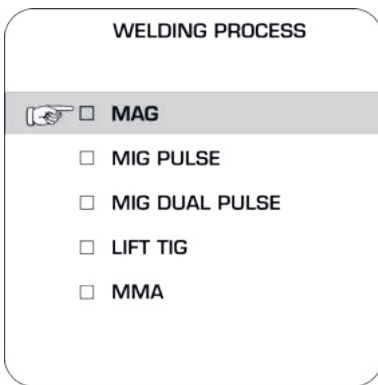 WELDING PROCESS
MAG
MIG PULSE
MIG DUAL PULSE
LIFT TIG
MMA